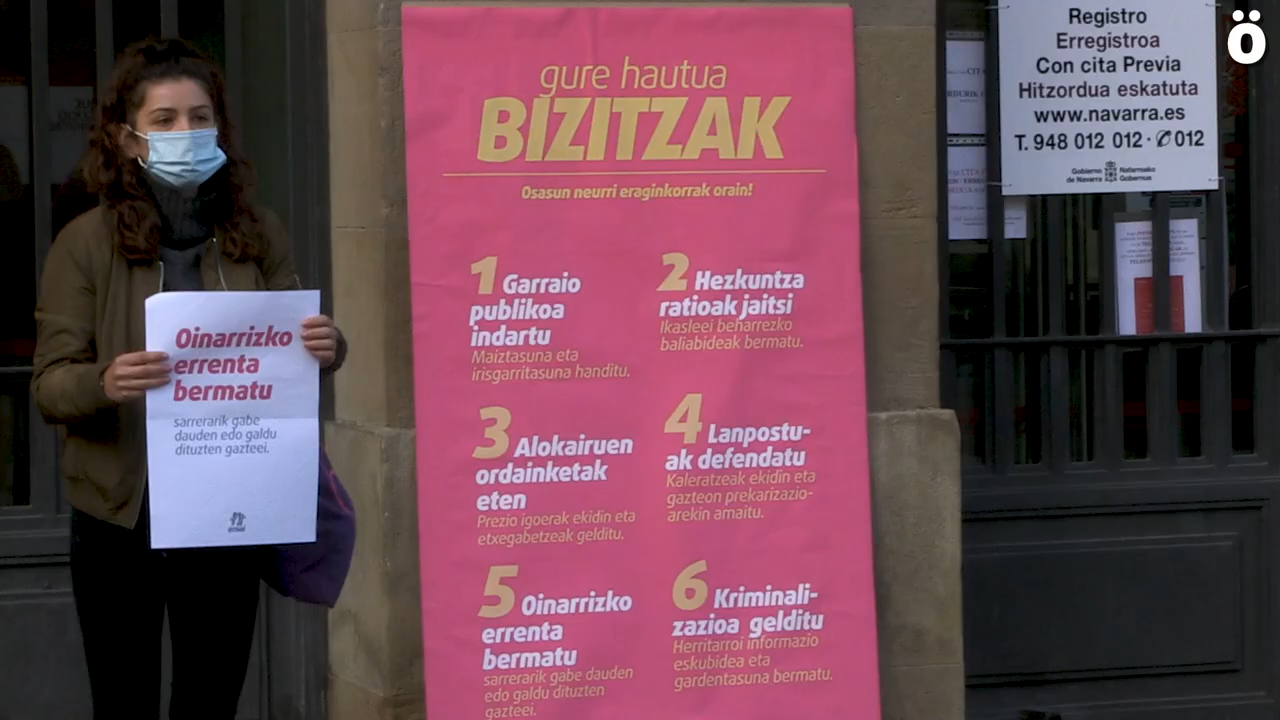 ö
Registro
Erregistroa
Con cita Previa
Hitzordua eskatuta
www.navarra.es
T. 948 012 012 · ✆ 012
Gobierno de Navarra
Nafarroako Gobernua
gure hautua
BIZITZAK
Osasun neurri eraginkorrak orain!
1 Garraio
publikoa
indartu
Maiztasuna eta
irisgarritasuna handitu.
2 Hezkuntza
ratioak jaitsi
Ikasleei beharrezko
baliabideak bermatu.
3 Alokairuen
ordainketak
eten
Prezio igoerak ekidin eta
etxegabetzeak gelditu.
4 Lanpostu-
ak defendatu
Kaleratzeak ekidin eta
gazteon prekarizazio-
arekin amaitu.
5 Oinarrizko
errenta
bermatu
sarrerarik gabe dauden
edo galdu dituzten
gazteei.
6 Kriminali-
zazioa gelditu
Herritarroi informazio
eskubidea eta
gardentasuna bermatu.
Oinarrizko
errenta
bermatu
sarrerarik gabe
dauden edo galdu
dituzten gazteei.
ernai